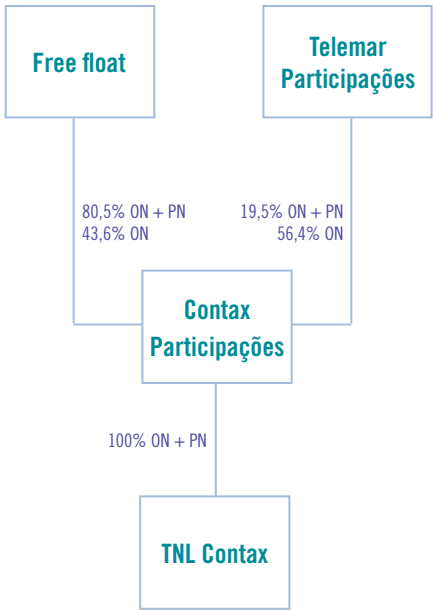 Free float
Telemar
Participações
80,5% ON + PN
43,6% ON
19,5% ON + PN
56,4% ON
Contax
Participações
100% ON + PN
TNL Contax